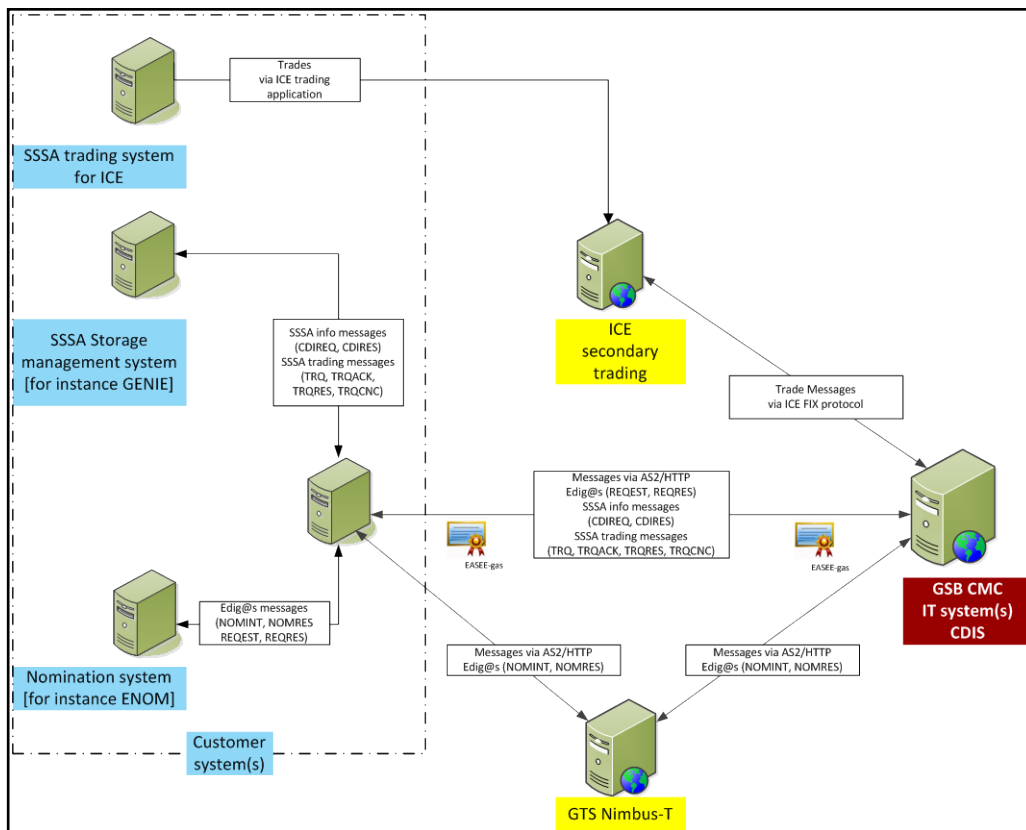 Trades
via ICE trading
application
SSSA trading system
for ICE
SSSA Storage
management system
[for instance GENIE]
SSSA info messages
(CDIREQ, CDIRES)
SSSA trading messages
(TRQ, TRQACK,
TRQRES, TRQCNC)
ICE
secondary
trading
Trade Messages
via ICE FIX protocol
Messages via AS2/HTTP
Edig@s (REQEST, REQRES)
SSSA info messages
(CDIREQ, CDIRES)
SSSA trading messages
(TRQ, TRQACK, TRQRES, TRQCNC)
EASEE-gas
EASEE-gas
GSB CMC
IT system(s)
CDIS
Edig@s messages
(NOMINT, NOMRES
REQEST, REQRES)
Nomination system
[for instance ENOM]
Messages via AS2/HTTP
Edig@s (NOMINT, NOMRES)
Messages via AS2/HTTP
Edig@s (NOMINT, NOMRES)
Customer
system(s)
GTS Nimbus-T